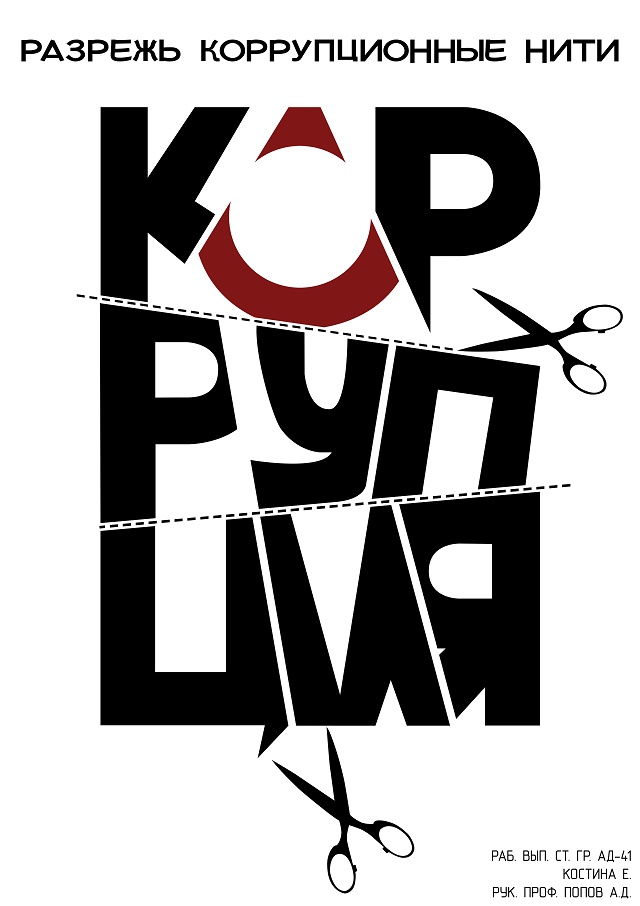 РАЗРЕЖЬ КОРРУПЦИОННЫЕ НИТИ
КОР
РУП
ЦИЯ
РАБ. ВЫП. СТ. ГР. АД-41
КОСТИНА Е.
РУК. ПРОФ. ПОПОВ А.Д.